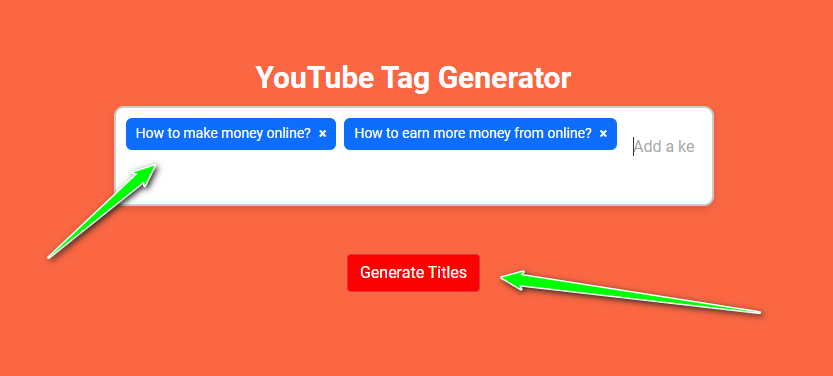 YouTube Tag Generator
How to make money online? × How to earn more money from online? × Add a ke
Generate Titles